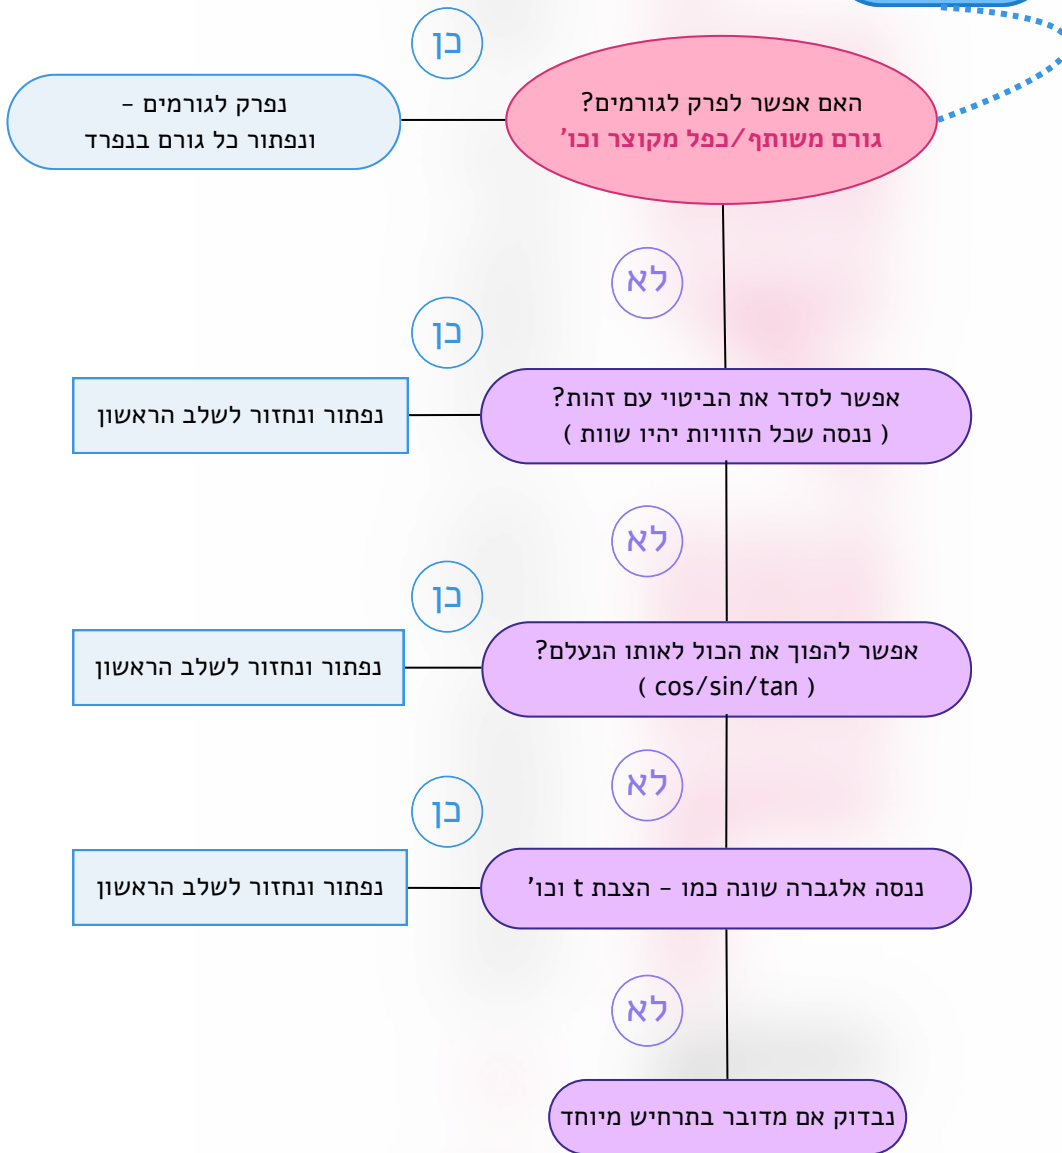 כן
האם אפשר לפרק לגורמים?
גורם משותף/כפל מקוצר וכו'
נפרק לגורמים -
ונפתור כל גורם בנפרד
לא
כן
אפשר לסדר את הביטוי עם זהות?
( ננסה שכל הזוויות יהיו שוות )
נפתור ונחזור לשלב הראשון
לא
כן
אפשר להפוך את הכול לאותו הנעלם?
( cos/sin/tan )
נפתור ונחזור לשלב הראשון
לא
כן
ננסה אלגברה שונה כמו - הצבת t וכו'
נפתור ונחזור לשלב הראשון
לא
נבדוק אם מדובר בתרחיש מיוחד